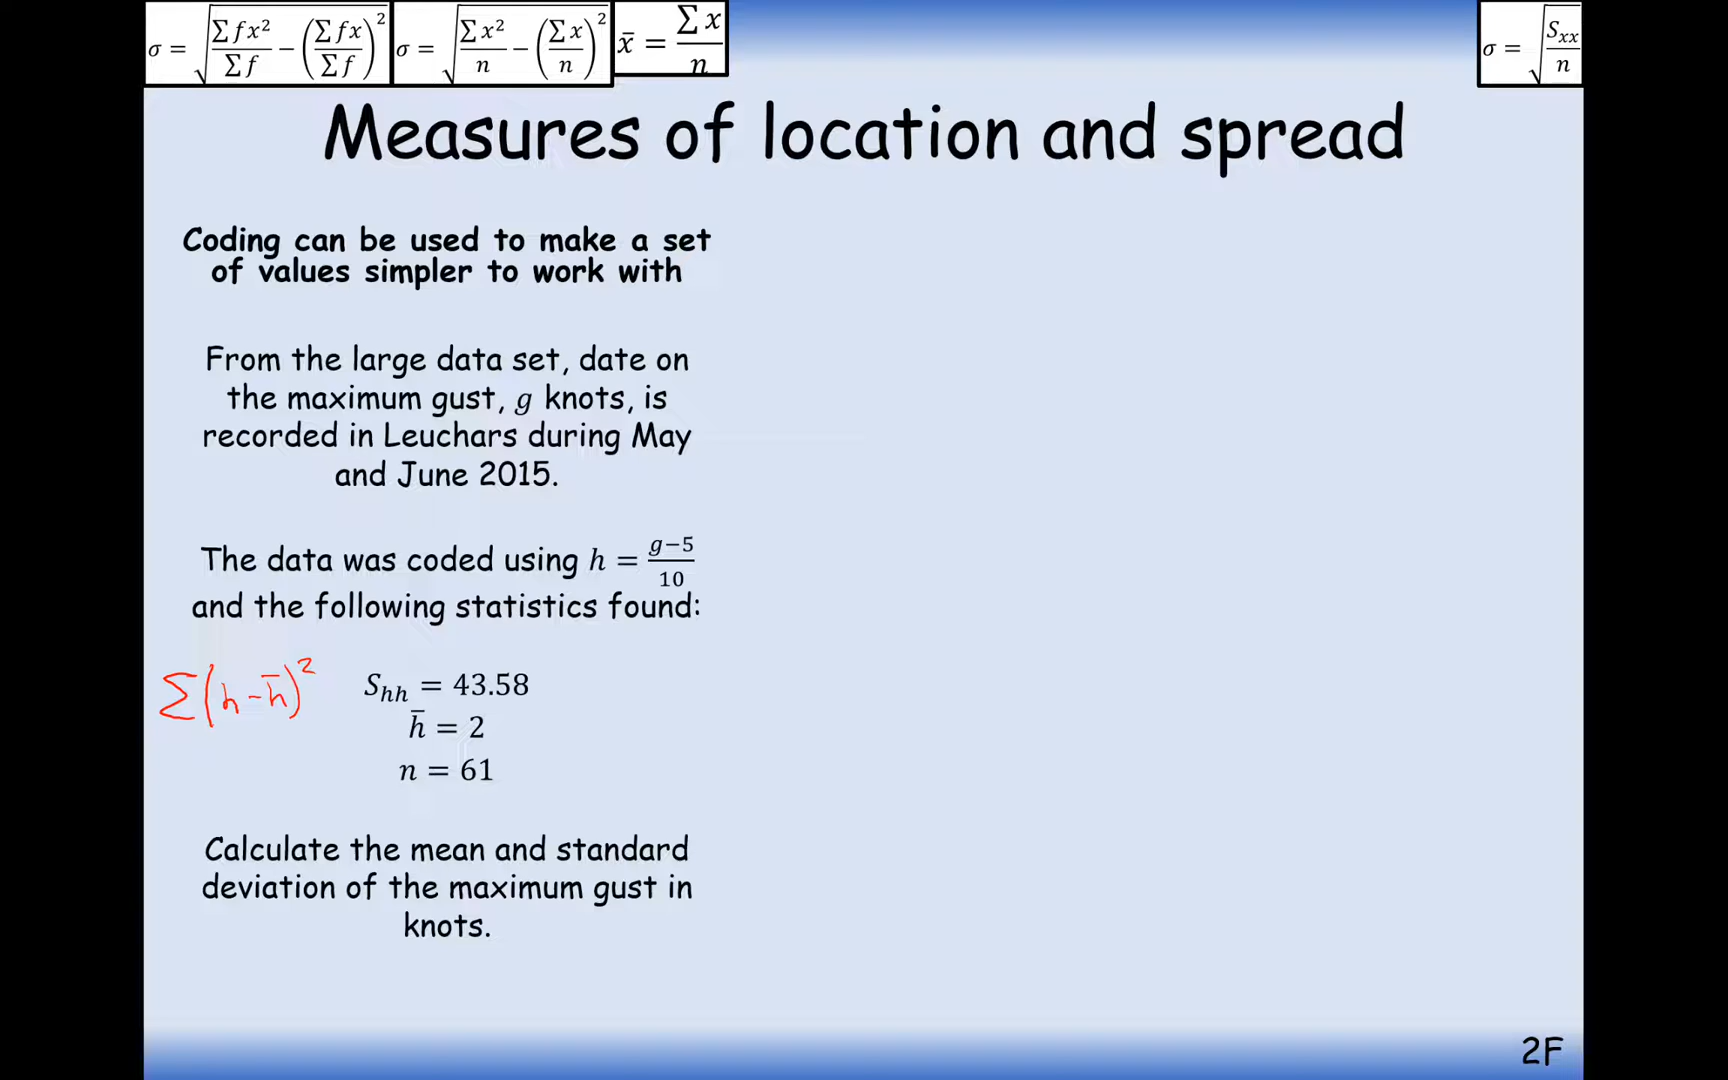 σ = √(Σfx²/Σf − (Σfx/Σf)²)
σ = √(Σx²/n − (Σx/n)²)
x̄ = Σx/n
σ = √(Sxx/n)
Measures of location and spread
Coding can be used to make a set
of values simpler to work with
From the large data set, date on
the maximum gust, g knots, is
recorded in Leuchars during May
and June 2015.
The data was coded using h = (g−5)/10
and the following statistics found:
Σ(h-h̄)²
Shh = 43.58
h̄ = 2
n = 61
Calculate the mean and standard
deviation of the maximum gust in
knots.
2F